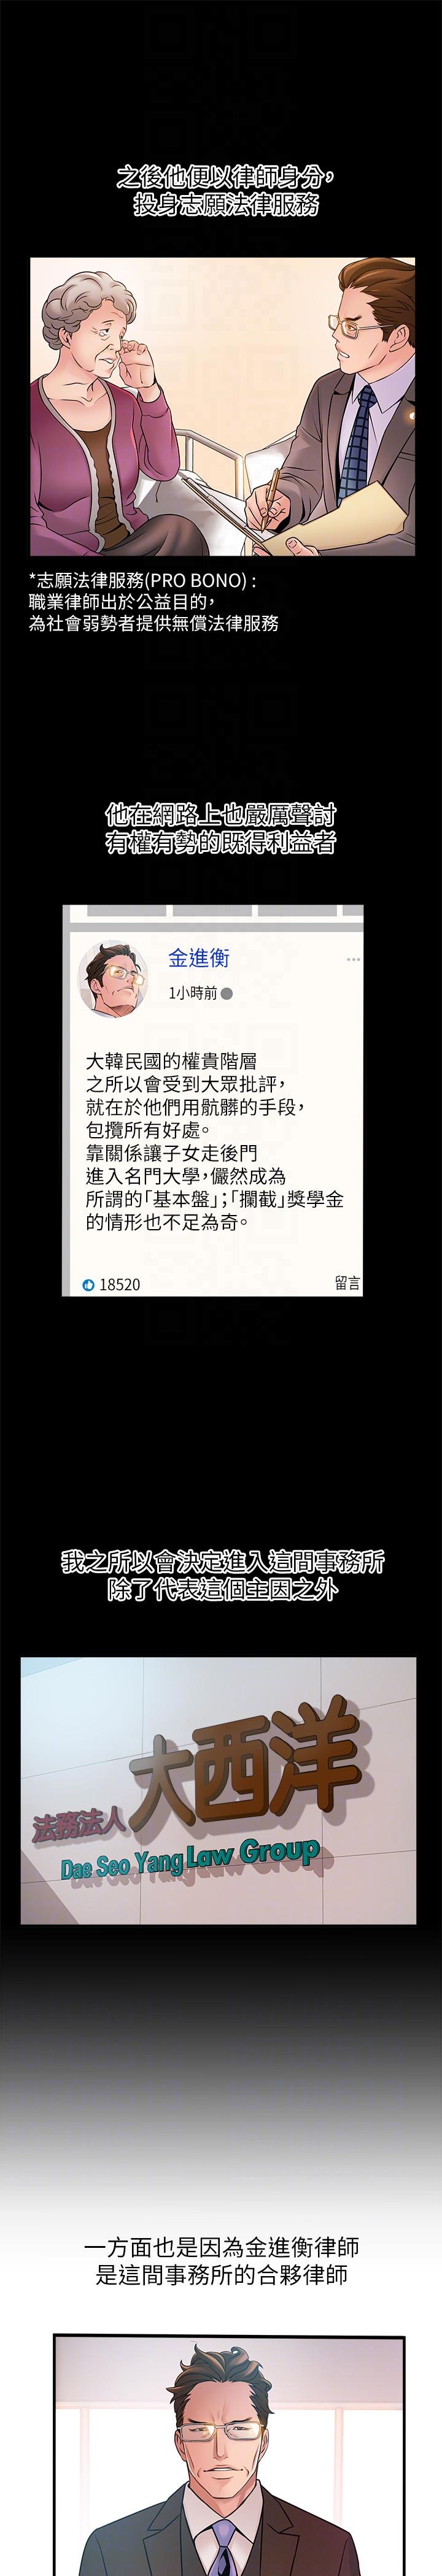 之後他便以律師身分，
投身志願法律服務
*志願法律服務(PRO BONO)：
職業律師出於公益目的，
為社會弱勢者提供無償法律服務
他在網路上也嚴厲聲討
有權有勢的既得利益者
金進衡
1小時前
大韓民國的權貴階層
之所以會受到大眾批評，
就在於他們用骯髒的手段，
包攬所有好處。
靠關係讓子女走後門
進入名門大學，儼然成為
所謂的「基本盤」；「攔截」獎學金
的情形也不足為奇。
18520
留言
我之所以會決定進入這間事務所
除了代表這個主因之外
法務法人 大西洋
Dae Seo Yang Law Group
一方面也是因為金進衡律師
是這間事務所的合夥律師